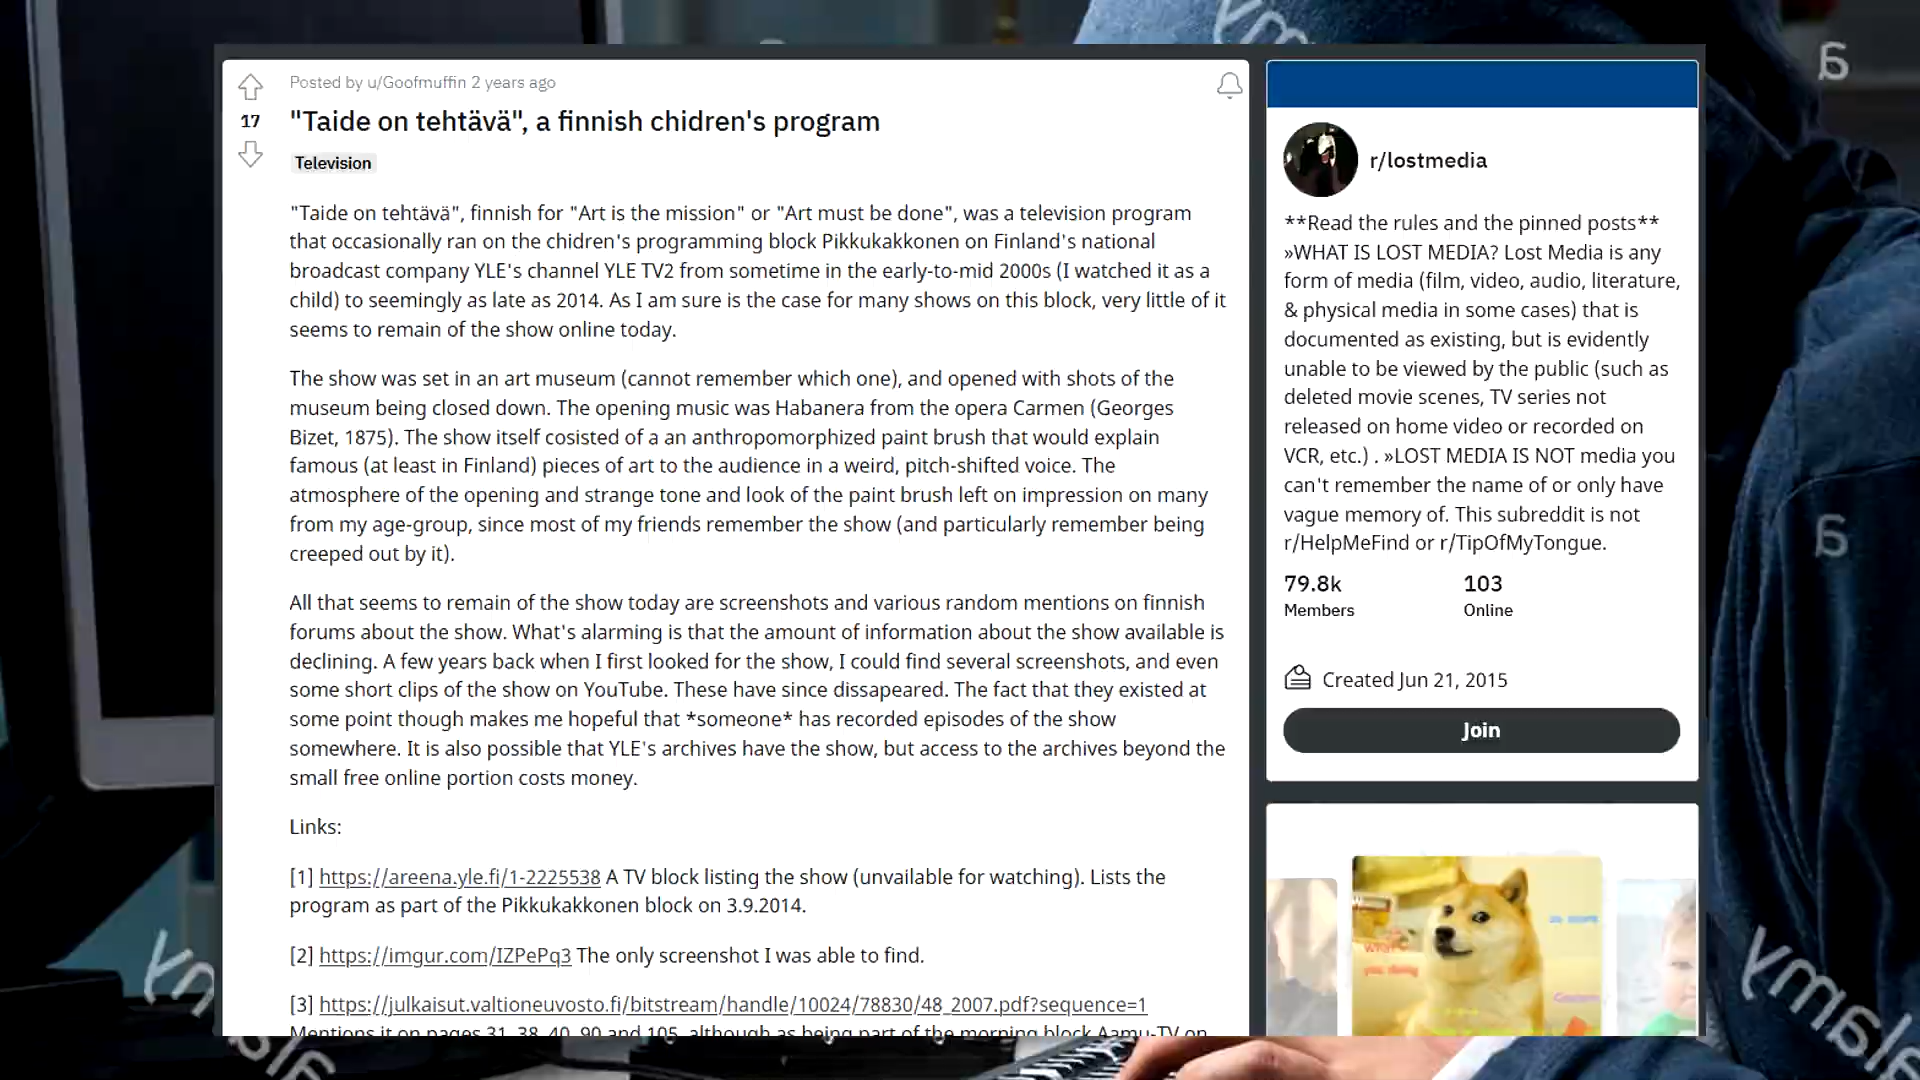 Posted by u/Goofmuffin 2 years ago
17
"Taide on tehtävä", a finnish chidren's program
Television
"Taide on tehtävä", finnish for "Art is the mission" or "Art must be done", was a television program
that occasionally ran on the chidren's programming block Pikkukakkonen on Finland's national
broadcast company YLE's channel YLE TV2 from sometime in the early-to-mid 2000s (I watched it as a
child) to seemingly as late as 2014. As I am sure is the case for many shows on this block, very little of it
seems to remain of the show online today.
The show was set in an art museum (cannot remember which one), and opened with shots of the
museum being closed down. The opening music was Habanera from the opera Carmen (Georges
Bizet, 1875). The show itself cosisted of a an anthropomorphized paint brush that would explain
famous (at least in Finland) pieces of art to the audience in a weird, pitch-shifted voice. The
atmosphere of the opening and strange tone and look of the paint brush left on impression on many
from my age-group, since most of my friends remember the show (and particularly remember being
creeped out by it).
All that seems to remain of the show today are screenshots and various random mentions on finnish
forums about the show. What's alarming is that the amount of information about the show available is
declining. A few years back when I first looked for the show, I could find several screenshots, and even
some short clips of the show on YouTube. These have since dissapeared. The fact that they existed at
some point though makes me hopeful that *someone* has recorded episodes of the show
somewhere. It is also possible that YLE's archives have the show, but access to the archives beyond the
small free online portion costs money.
Links:
[1] https://areena.yle.fi/1-2225538 A TV block listing the show (unvailable for watching). Lists the
program as part of the Pikkukakkonen block on 3.9.2014.
[2] https://imgur.com/IZPePq3 The only screenshot I was able to find.
[3] https://julkaisut.valtioneuvosto.fi/bitstream/handle/10024/78830/48_2007.pdf?sequence=1
Mentions it on pages 31, 38, 40, 90 and 105, although as being part of the morning block Aamu-TV on
r/lostmedia
**Read the rules and the pinned posts**
»WHAT IS LOST MEDIA? Lost Media is any
form of media (film, video, audio, literature,
& physical media in some cases) that is
documented as existing, but is evidently
unable to be viewed by the public (such as
deleted movie scenes, TV series not
released on home video or recorded on
VCR, etc.) . »LOST MEDIA IS NOT media you
can't remember the name of or only have
vague memory of. This subreddit is not
r/HelpMeFind or r/TipOfMyTongue.
79.8k 103
Members Online
Created Jun 21, 2015
Join